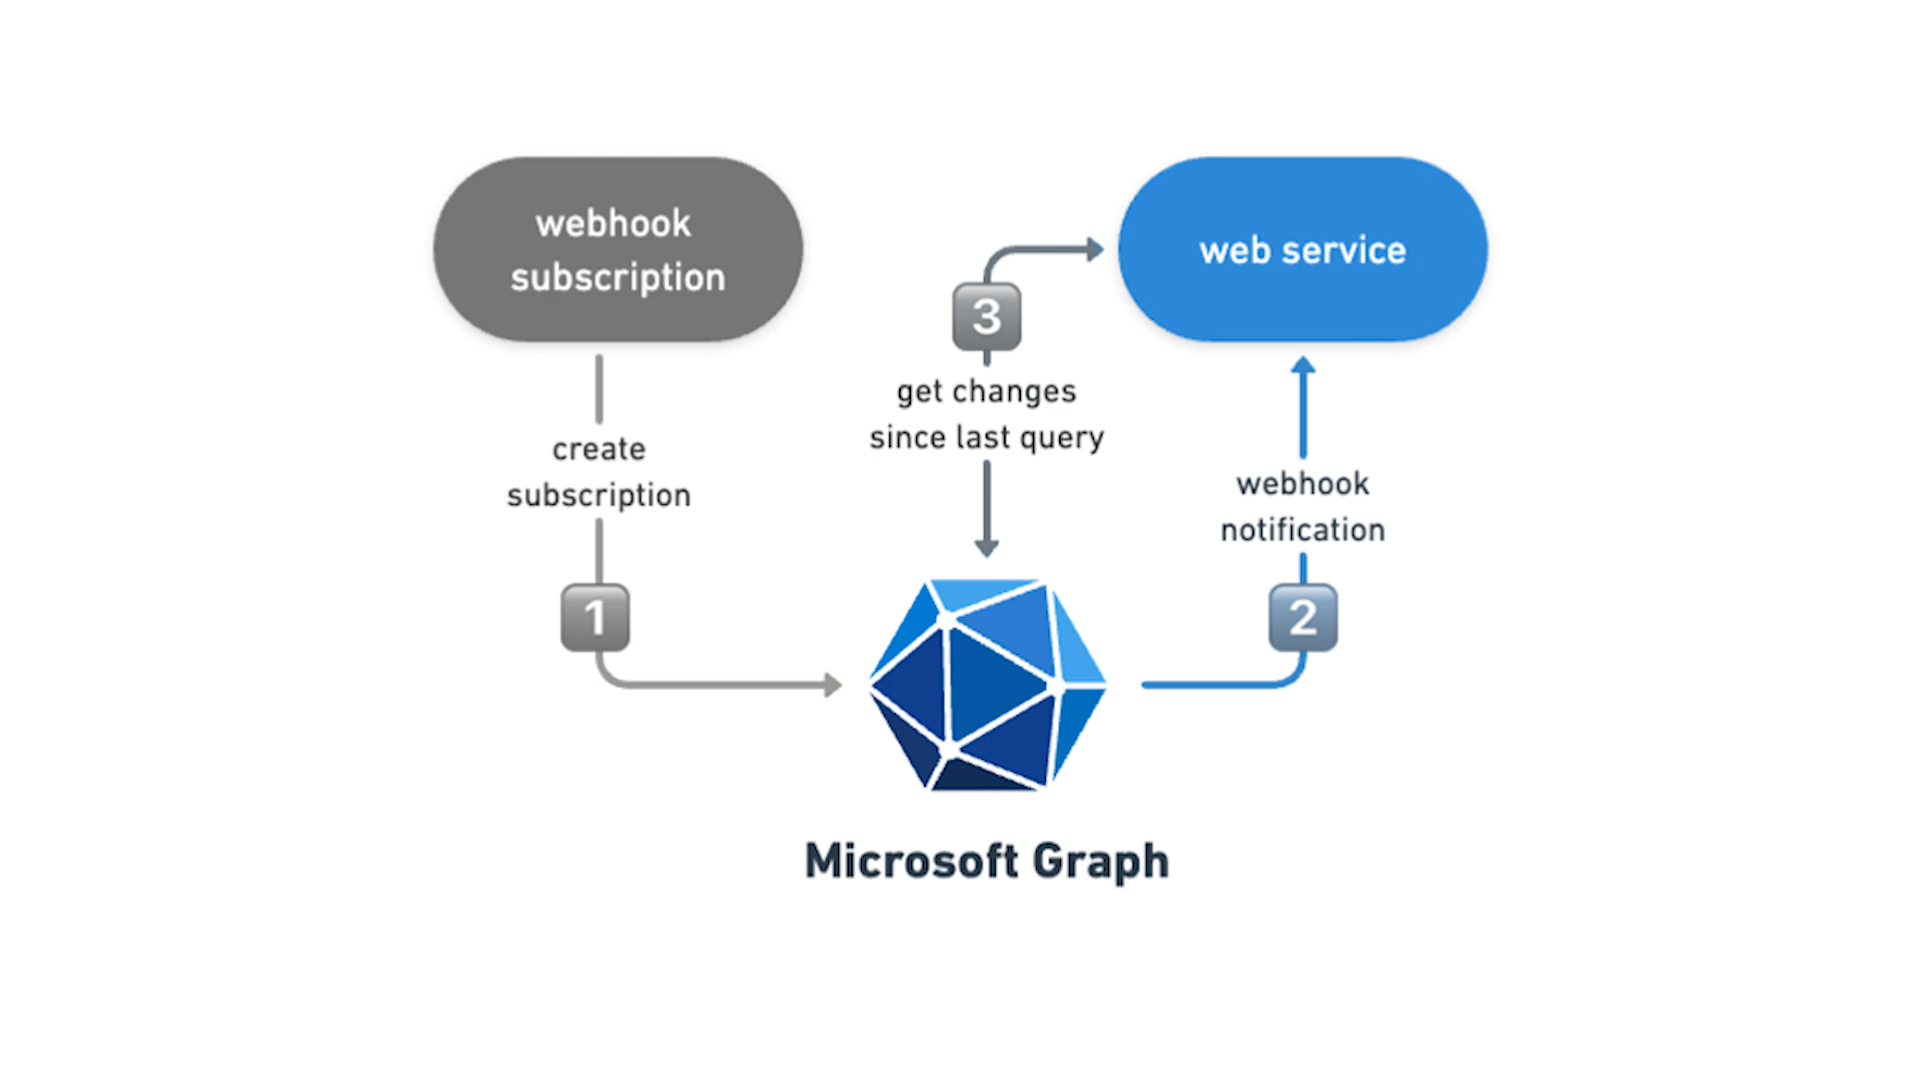 webhook
subscription
web service
3
get changes
since last query
create
subscription
webhook
notification
1
2
Microsoft Graph